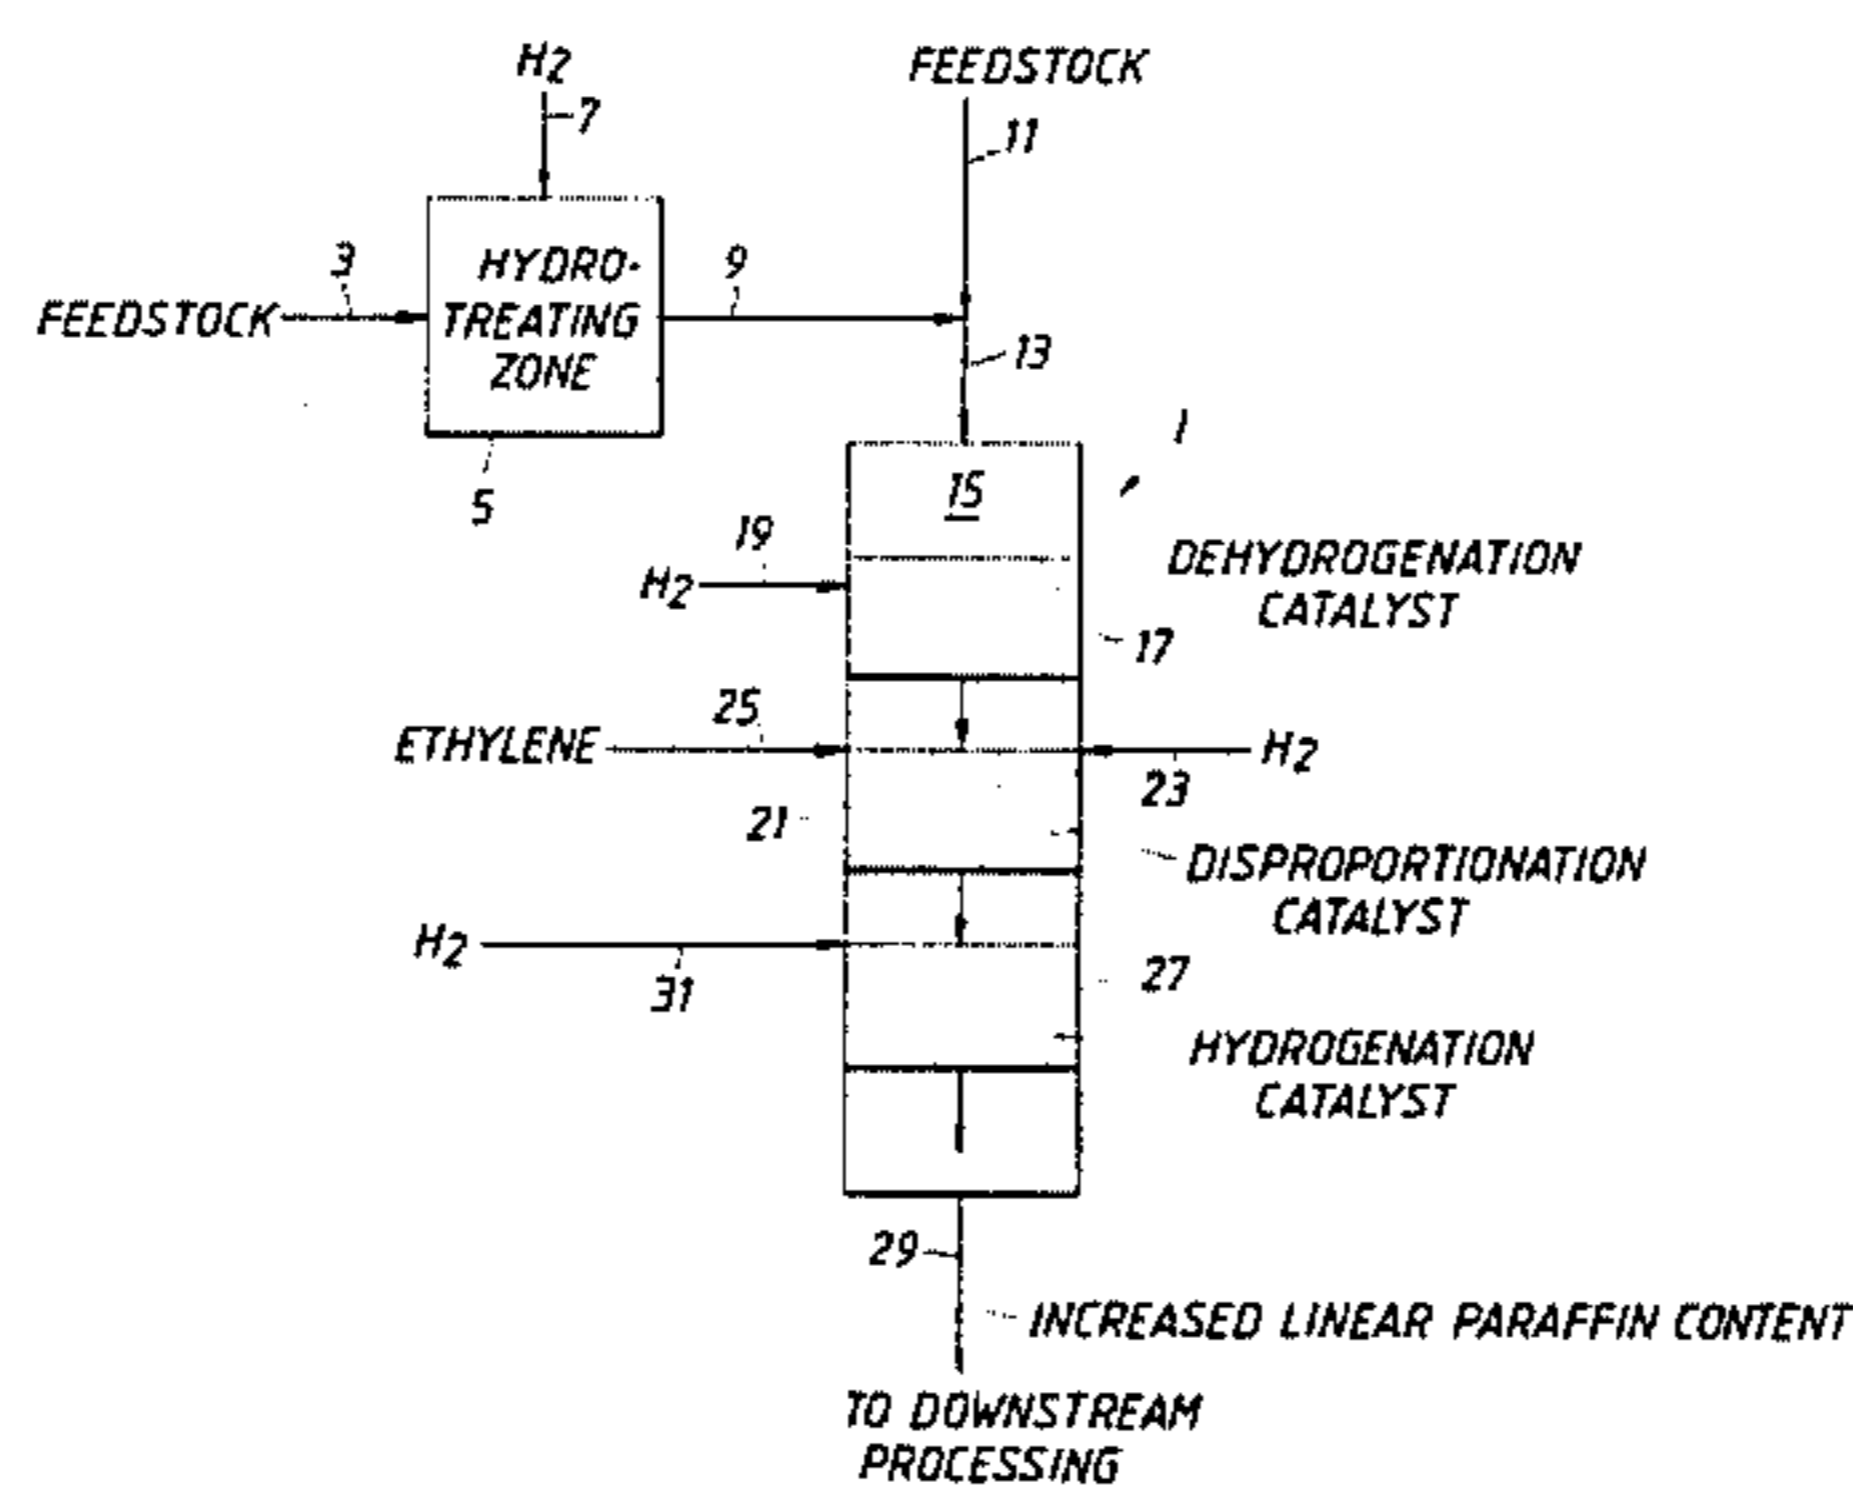 H2
7
FEEDSTOCK
11
3
FEEDSTOCK
HYDRO-
TREATING
ZONE
9
13
5
1
15
19
H2
DEHYDROGENATION
CATALYST
17
25
ETHYLENE
H2
23
21
DISPROPORTIONATION
CATALYST
H2
31
27
HYDROGENATION
CATALYST
29
INCREASED LINEAR PARAFFIN CONTENT
TO DOWNSTREAM
PROCESSING